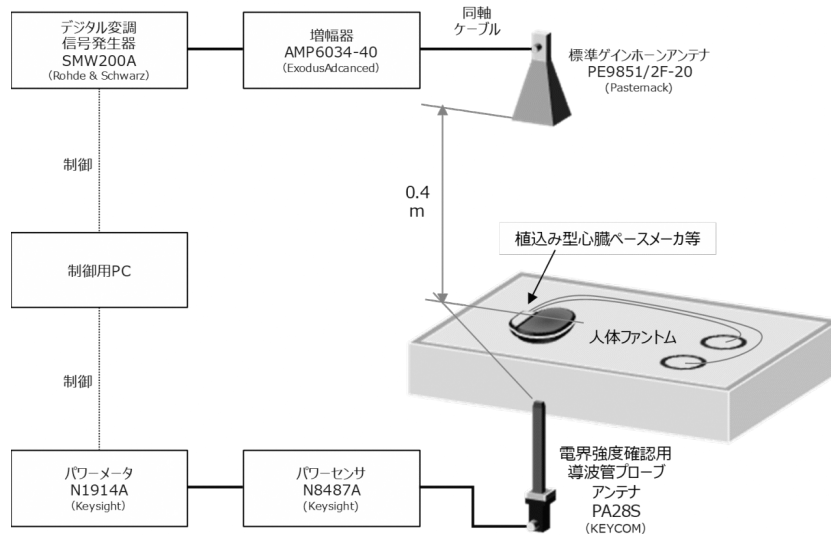 デジタル変調
信号発生器
SMW200A
(Rohde & Schwarz)
増幅器
AMP6034-40
(ExodusAdcanced)
同軸
ケーブル
標準ゲインホーンアンテナ
PE9851/2F-20
(Pasternack)
制御
0.4
m
植込み型心臓ペースメーカ等
制御用PC
人体ファントム
制御
パワーメータ
N1914A
(Keysight)
パワーセンサ
N8487A
(Keysight)
電界強度確認用
導波管プローブ
アンテナ
PA28S
(KEYCOM)